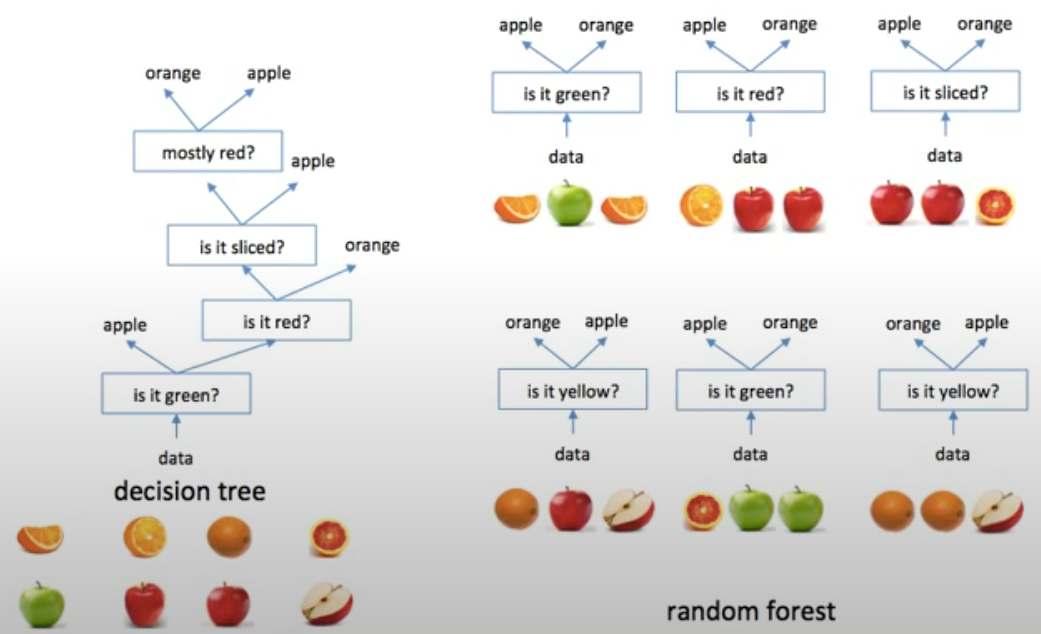 orange apple
mostly red?
apple
is it sliced?
orange
is it red?
apple
is it green?
data
decision tree
apple orange
is it green?
data
apple orange
is it red?
data
apple orange
is it sliced?
data
orange apple
is it yellow?
data
apple orange
is it green?
data
orange apple
is it yellow?
data
random forest